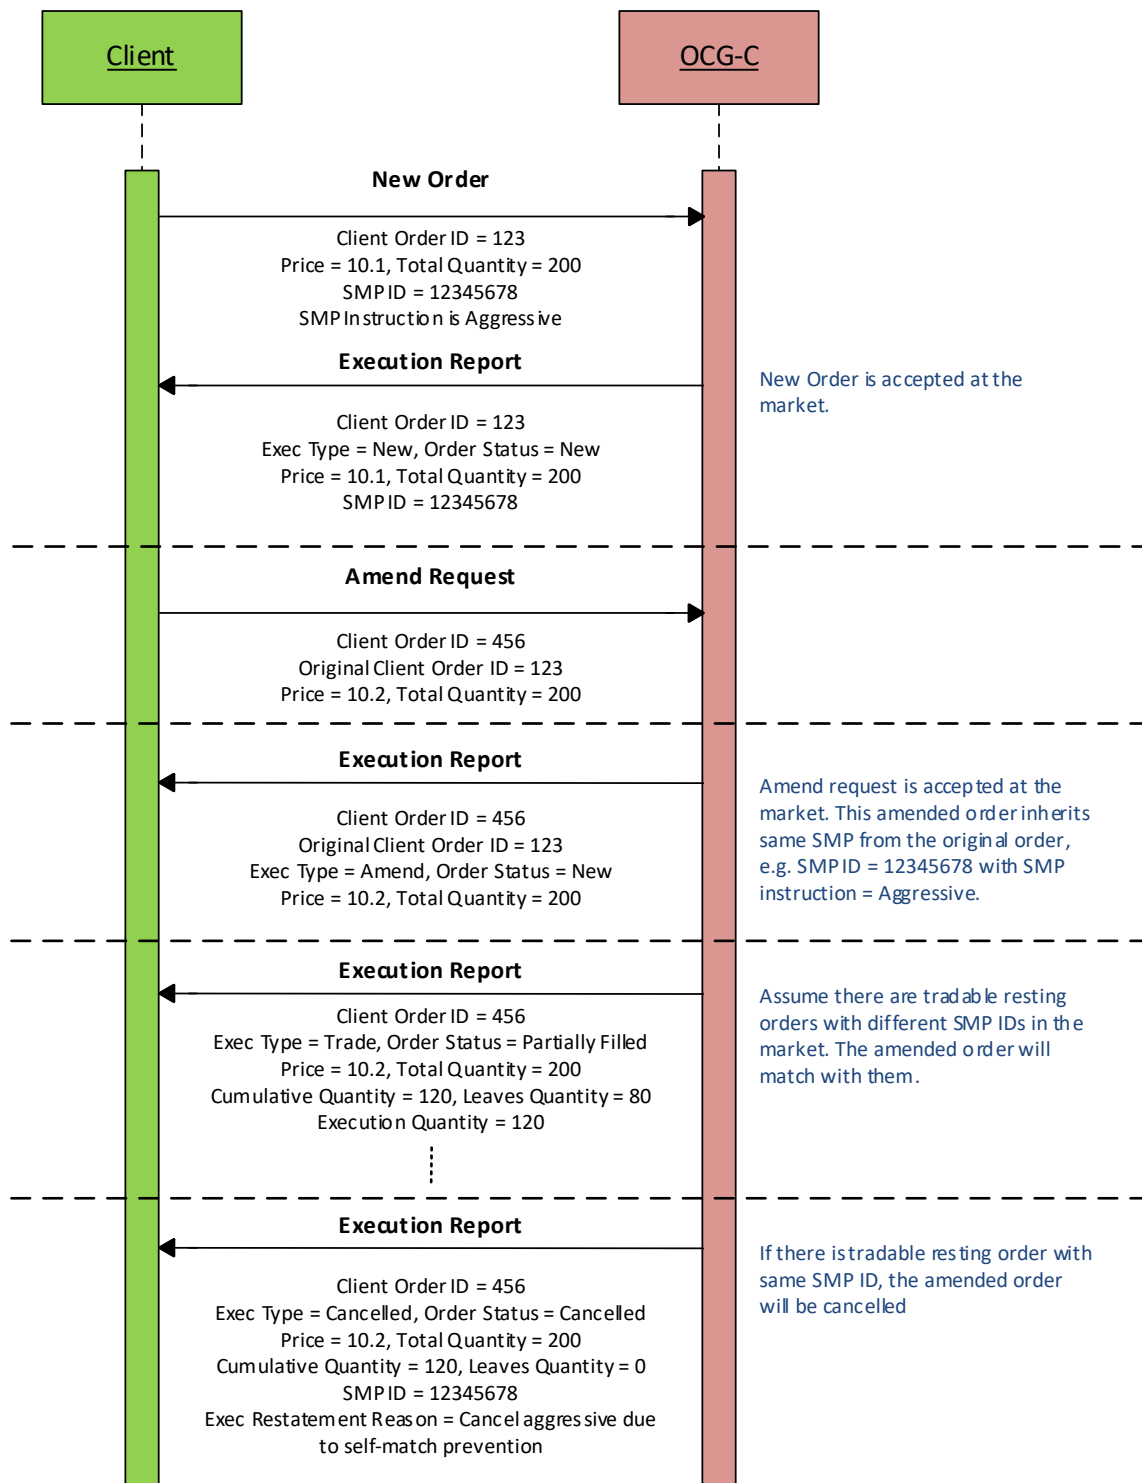 Client
OCG-C
New Order
Client Order ID = 123
Price = 10.1, Total Quantity = 200
SMP ID = 12345678
SMP Instruction is Aggressive
Execution Report
New Order is accepted at the
market.
Client Order ID = 123
Exec Type = New, Order Status = New
Price = 10.1, Total Quantity = 200
SMP ID = 12345678
Amend Request
Client Order ID = 456
Original Client Order ID = 123
Price = 10.2, Total Quantity = 200
Execution Report
Client Order ID = 456
Original Client Order ID = 123
Exec Type = Amend, Order Status = New
Price = 10.2, Total Quantity = 200
Amend request is accepted at the
market. This amended order inherits
same SMP from the original order,
e.g. SMP ID = 12345678 with SMP
instruction = Aggressive.
Execution Report
Client Order ID = 456
Exec Type = Trade, Order Status = Partially Filled
Price = 10.2, Total Quantity = 200
Cumulative Quantity = 120, Leaves Quantity = 80
Execution Quantity = 120
Assume there are tradable resting
orders with different SMP IDs in the
market. The amended order will
match with them.
Execution Report
Client Order ID = 456
Exec Type = Cancelled, Order Status = Cancelled
Price = 10.2, Total Quantity = 200
Cumulative Quantity = 120, Leaves Quantity = 0
SMP ID = 12345678
Exec Restatement Reason = Cancel aggressive due
to self-match prevention
If there is tradable resting order with
same SMP ID, the amended order
will be cancelled